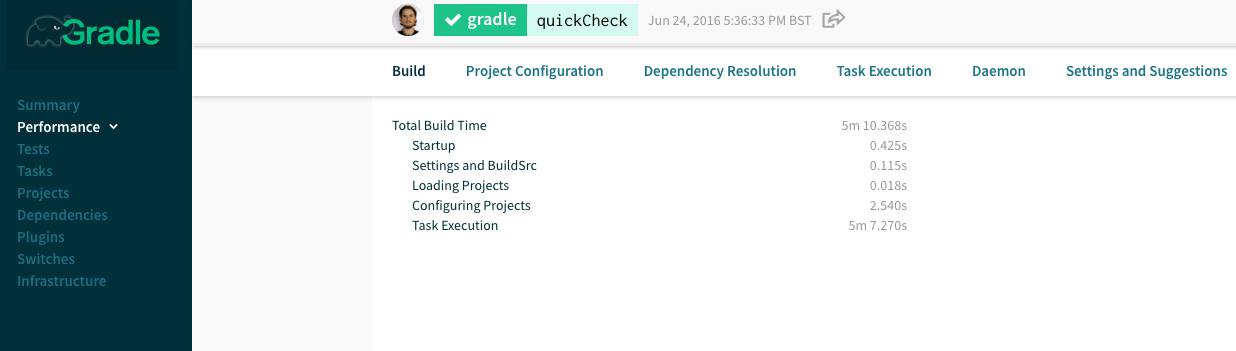 Gradle
gradle quickCheck Jun 24, 2016 5:36:33 PM BST
Build Project Configuration Dependency Resolution Task Execution Daemon Settings and Suggestions
Summary
Performance
Tests
Tasks
Projects
Dependencies
Plugins
Switches
Infrastructure
Total Build Time 5m 10.368s
Startup 0.425s
Settings and BuildSrc 0.115s
Loading Projects 0.018s
Configuring Projects 2.540s
Task Execution 5m 7.270s